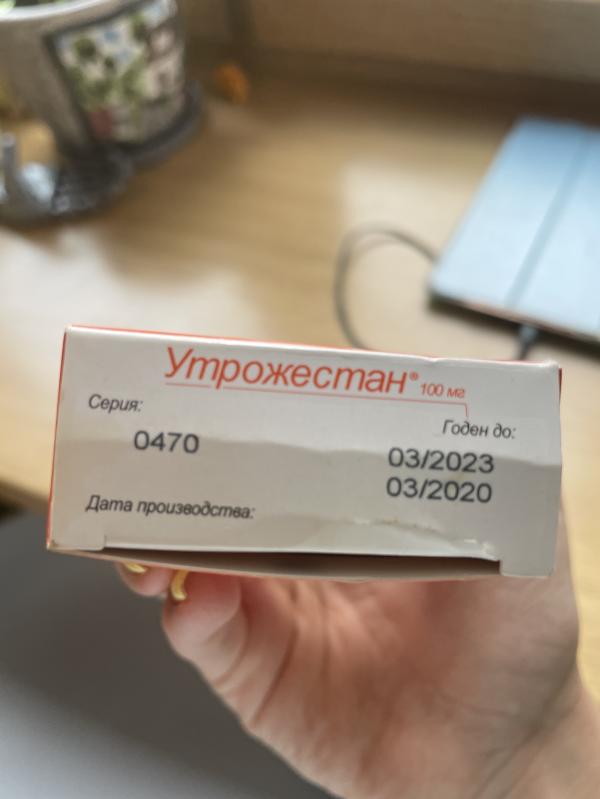 Утрожестан® 100 мг
Серия:
Годен до:
0470
03/2023
03/2020
Дата производства: